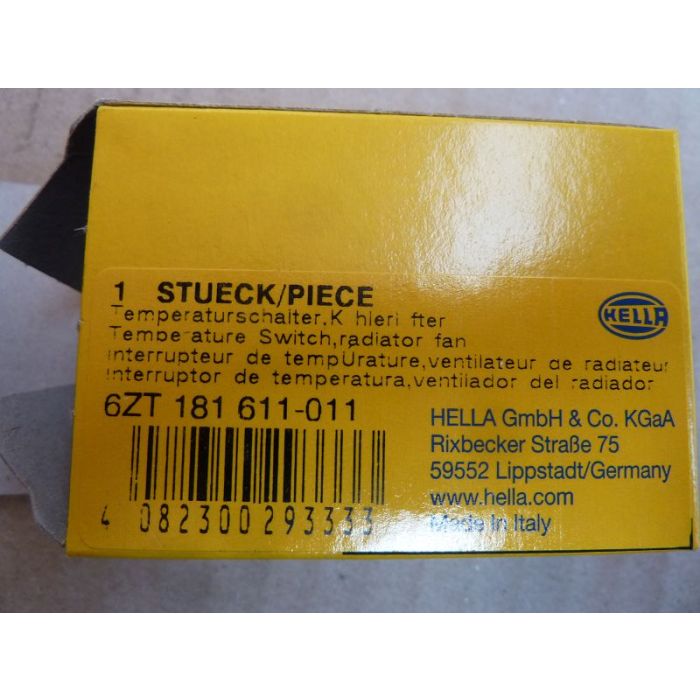 1 STUECK/PIECE
Temperaturschalter,K hlerl fter
Temperature Switch,radiator fan
Interrupteur de tempUrature,ventilateur de radiateur
Interruptor de temperatura,ventilador del radiador
6ZT 181 611-011
4 082300 293333
HELLA
HELLA GmbH & Co. KGaA
Rixbecker Straße 75
59552 Lippstadt/Germany
www.hella.com
Made In Italy